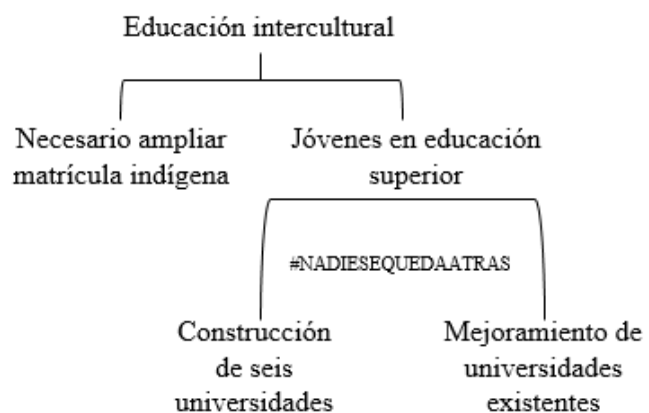 Educación intercultural
Necesario ampliar
matrícula indígena
Jóvenes en educación
superior
#NADIESEQUEDAATRAS
Construcción
de seis
universidades
Mejoramiento de
universidades
existentes